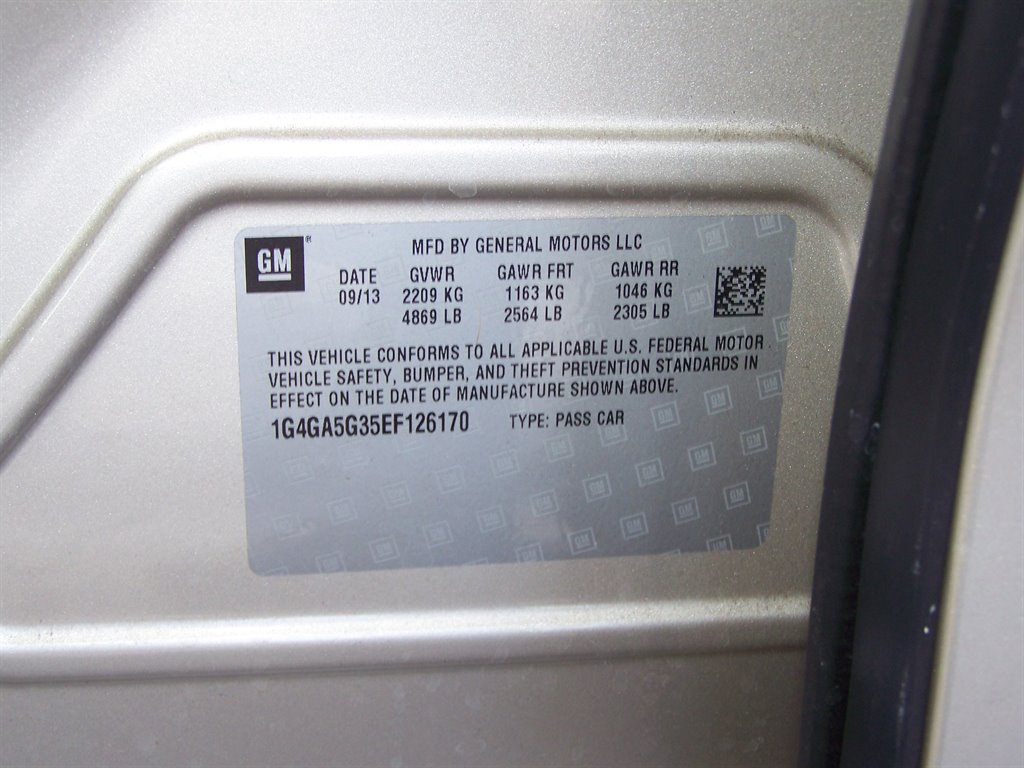 GM ®
MFD BY GENERAL MOTORS LLC
DATE GVWR GAWR FRT GAWR RR
09/13 2209 KG 1163 KG 1046 KG
4869 LB 2564 LB 2305 LB
THIS VEHICLE CONFORMS TO ALL APPLICABLE U.S. FEDERAL MOTOR
VEHICLE SAFETY, BUMPER, AND THEFT PREVENTION STANDARDS IN
EFFECT ON THE DATE OF MANUFACTURE SHOWN ABOVE.
1G4GA5G35EF126170 TYPE: PASS CAR